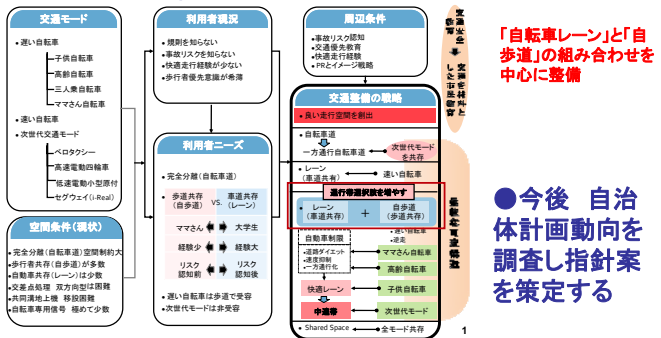 交通モード
• 遅い自転車
子供自転車
高齢自転車
三人乗自転車
ママさん自転車
• 速い自転車
• 次世代交通モード
ベロタクシー
高速電動四輪車
低速電動小型原付
セグウェイ(i-Real)
空間条件(現状)
• 完全分離(自転車道)空間制約大
• 歩行者共存(自歩道)が多数
• 自動車共存(レーン)は少数
• 交差点処理 双方向型は困難
• 共同溝地上機 移設困難
• 自転車専用信号 極めて少数
利用者現況
• 規則を知らない
• 事故リスクを知らない
• 快適走行経験が少ない
• 歩行者優先意識が希薄
利用者ニーズ
• 完全分離(自転車道)
• 歩道共存
(自歩道)
VS.
車道共存
(レーン)
ママさん
大学生
経験少
経験大
リスク
認知前
リスク
認知後
• 遅い自転車は歩道で受容
• 次世代モードは非受容
周辺条件
• 事故リスク認知
• 交通優先教育
• 快適走行経験
• PRとイメージ戦略
交通整備の戦略
• 良い走行空間を創出
• 自転車道
一方通行自転車道
次世代モード
を共存
• レーン
(車道共有)
速い自転車
通行帯選択肢を増やす
• レーン
(車道共存)
+
自歩道
(歩道共存)
自動車制限
• 道路ダイエット
• 速度抑制
• 一方通行化
• 遅い自転車
• 逆走
ママさん自転車
高齢自転車
快適レーン
子供自転車
中速帯
次世代モード
• Shared Space
全モード共存
1
「自転車レーン」と「自
歩道」の組み合わせを
中心に整備
●今後 自治
体計画動向を
調査し指針案
を策定する